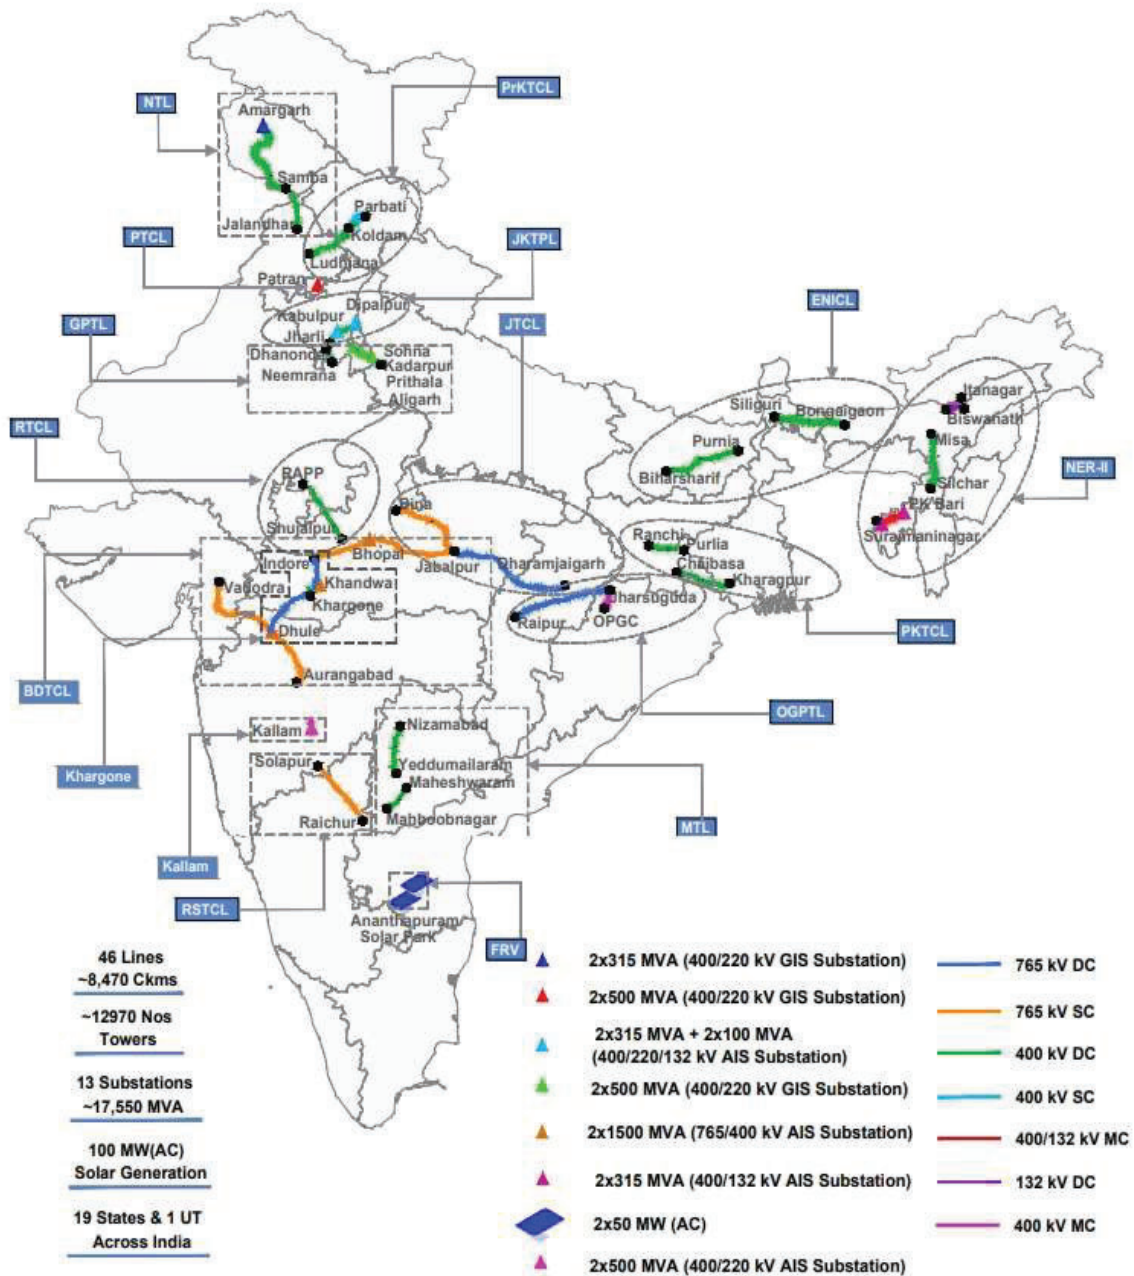 PrKTCL
NTL
Amargarh
Samba
Parbati
Jalandhar
Koldam
PTCL
JKTPL
Ludhiana
Patran
Dipalpur
ENICL
Kabulpur
GPTL
JTCL
Jharli
Dhanonda
Sohna
Neemrana
Kadarpur
Prithala
Aligarh
Itanagar
Siliguri
Bongaigaon
Biswanath
RTCL
Purnia
Misa
RAPP
Biharsharif
NER-II
Silchar
Bina
PK Bari
Shujalpur
Surajmaninagar
Ranchi
Purlia
Bhopal
Indore
Jabalpur
Dharamjaigarh
Chaibasa
BDTCL
Vadodra
Khandwa
Kharagpur
Khargone
Jharsuguda
Raipur
OPGC
Dhule
PKTCL
Aurangabad
OGPTL
Kallam
Nizamabad
Khargone
Solapur
Yeddumailaram
Maheshwaram
Raichur
Mahboobnagar
MTL
Kallam
RSTCL
Ananthapuram
Solar Park
FRV
46 Lines
~8,470 Ckms
~12970 Nos
Towers
13 Substations
~17,550 MVA
100 MW(AC)
Solar Generation
19 States & 1 UT
Across India
2x315 MVA (400/220 kV GIS Substation)
2x500 MVA (400/220 kV GIS Substation)
2x315 MVA + 2x100 MVA
(400/220/132 kV AIS Substation)
2x500 MVA (400/220 kV GIS Substation)
2x1500 MVA (765/400 kV AIS Substation)
2x315 MVA (400/132 kV AIS Substation)
2x50 MW (AC)
2x500 MVA (400/220 kV AIS Substation)
765 kV DC
765 kV SC
400 kV DC
400 kV SC
400/132 kV MC
132 kV DC
400 kV MC